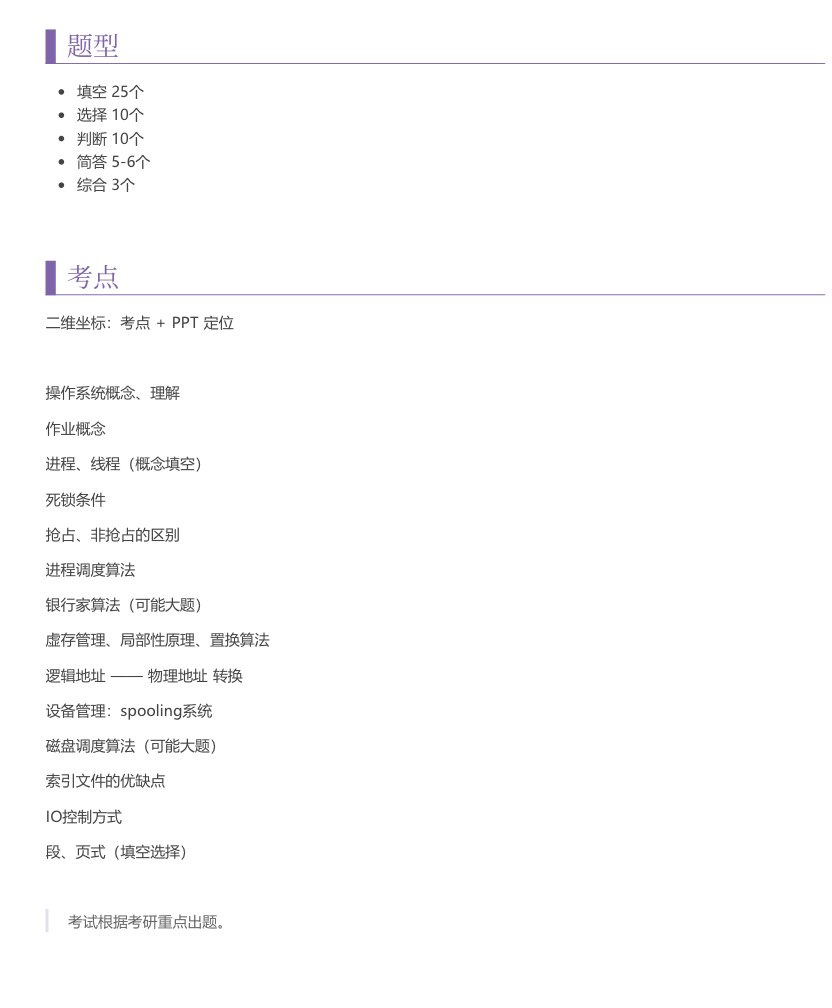 题型
填空 25个
选择 10个
判断 10个
简答 5-6个
综合 3个
考点
二维坐标：考点 + PPT 定位
操作系统概念、理解
作业概念
进程、线程（概念填空）
死锁条件
抢占、非抢占的区别
进程调度算法
银行家算法（可能大题）
虚存管理、局部性原理、置换算法
逻辑地址 —— 物理地址 转换
设备管理：spooling系统
磁盘调度算法（可能大题）
索引文件的优缺点
IO控制方式
段、页式（填空选择）
考试根据考研重点出题。